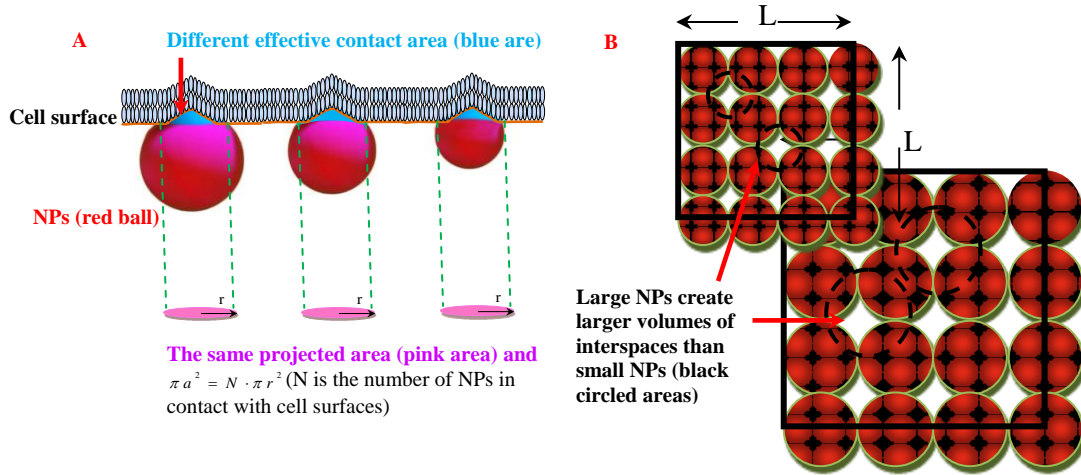 A
Different effective contact area (blue are)
Cell surface
NPs (red ball)
r
r
r
The same projected area (pink area) and
π a² = N · π r² (N is the number of NPs in
contact with cell surfaces)
B
L
L
Large NPs create
larger volumes of
interspaces than
small NPs (black
circled areas)